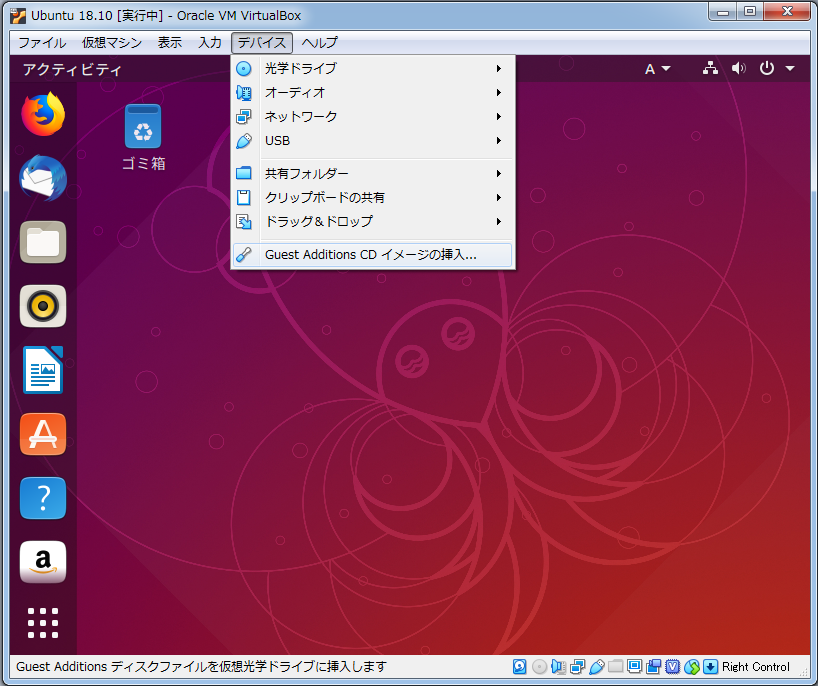 Ubuntu 18.10 [実行中] - Oracle VM VirtualBox
ファイル 仮想マシン 表示 入力 デバイス ヘルプ
アクティビティ
A
光学ドライブ
オーディオ
ネットワーク
USB
共有フォルダー
クリップボードの共有
ドラッグ＆ドロップ
Guest Additions CD イメージの挿入...
ゴミ箱
?
a
Guest Additions ディスクファイルを仮想光学ドライブに挿入します
V
Right Control